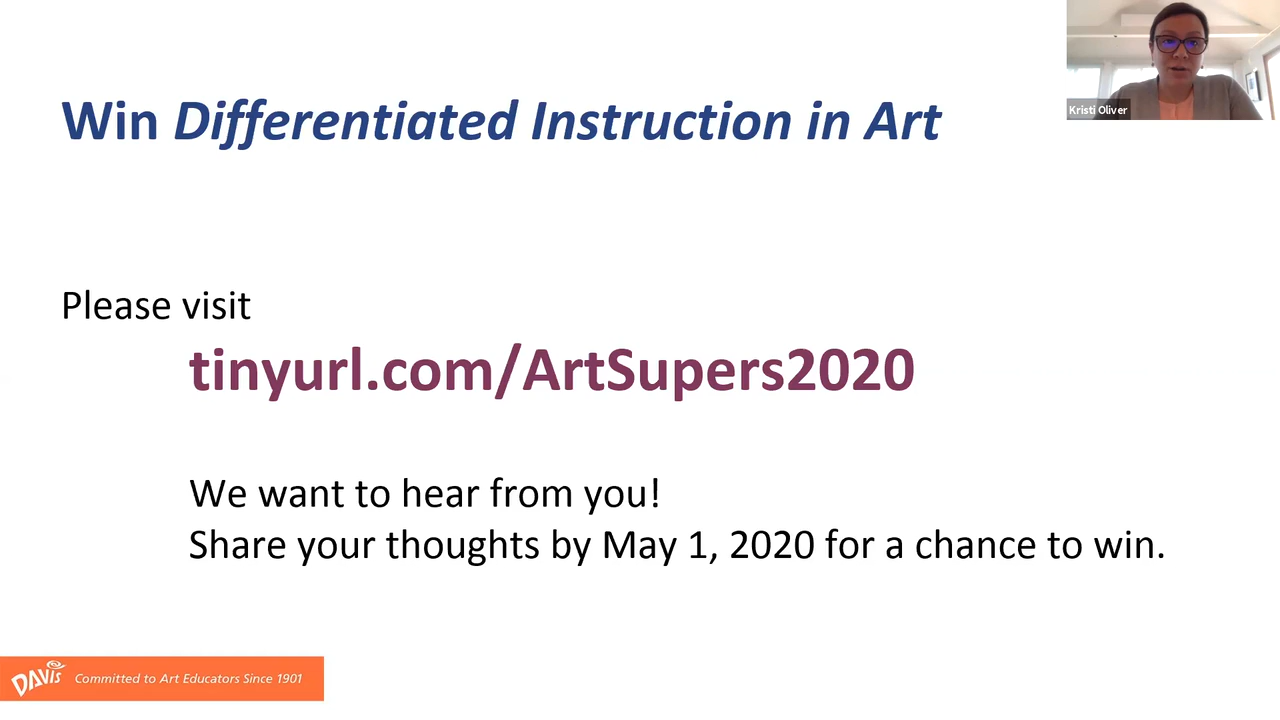 Win Differentiated Instruction in Art
Kristi Oliver
Please visit
tinyurl.com/ArtSupers2020
We want to hear from you!
Share your thoughts by May 1, 2020 for a chance to win.
DAVIS Committed to Art Educators Since 1901